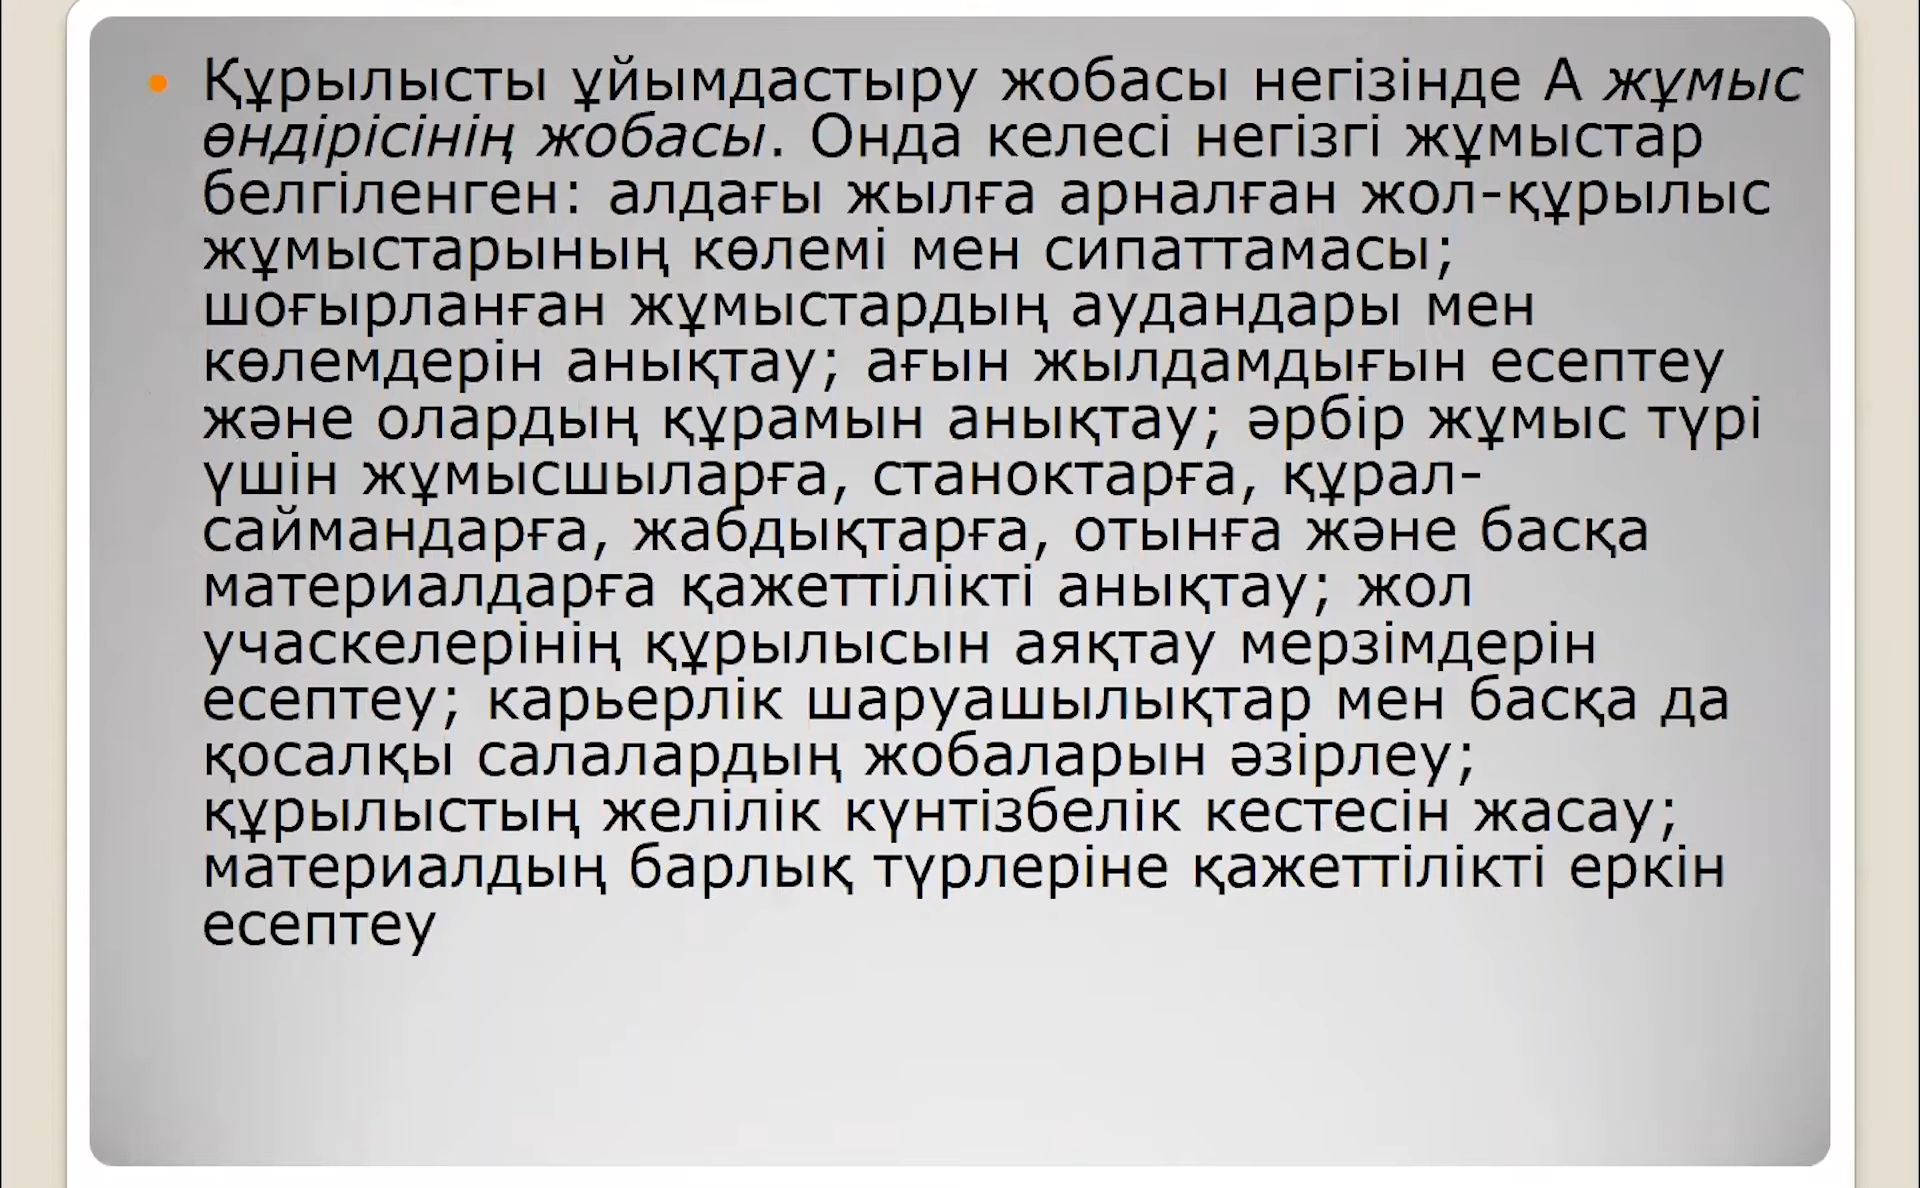 • Құрылысты ұйымдастыру жобасы негізінде А жұмыс
өндірісінің жобасы. Онда келесі негізгі жұмыстар
белгіленген: алдағы жылға арналған жол-құрылыс
жұмыстарының көлемі мен сипаттамасы;
шоғырланған жұмыстардың аудандары мен
көлемдерін анықтау; ағын жылдамдығын есептеу
және олардың құрамын анықтау; әрбір жұмыс түрі
үшін жұмысшыларға, станоктарға, құрал-
саймандарға, жабдықтарға, отынға және басқа
материалдарға қажеттілікті анықтау; жол
учаскелерінің құрылысын аяқтау мерзімдерін
есептеу; карьерлік шаруашылықтар мен басқа да
қосалқы салалардың жобаларын әзірлеу;
құрылыстың желілік күнтізбелік кестесін жасау;
материалдың барлық түрлеріне қажеттілікті еркін
есептеу